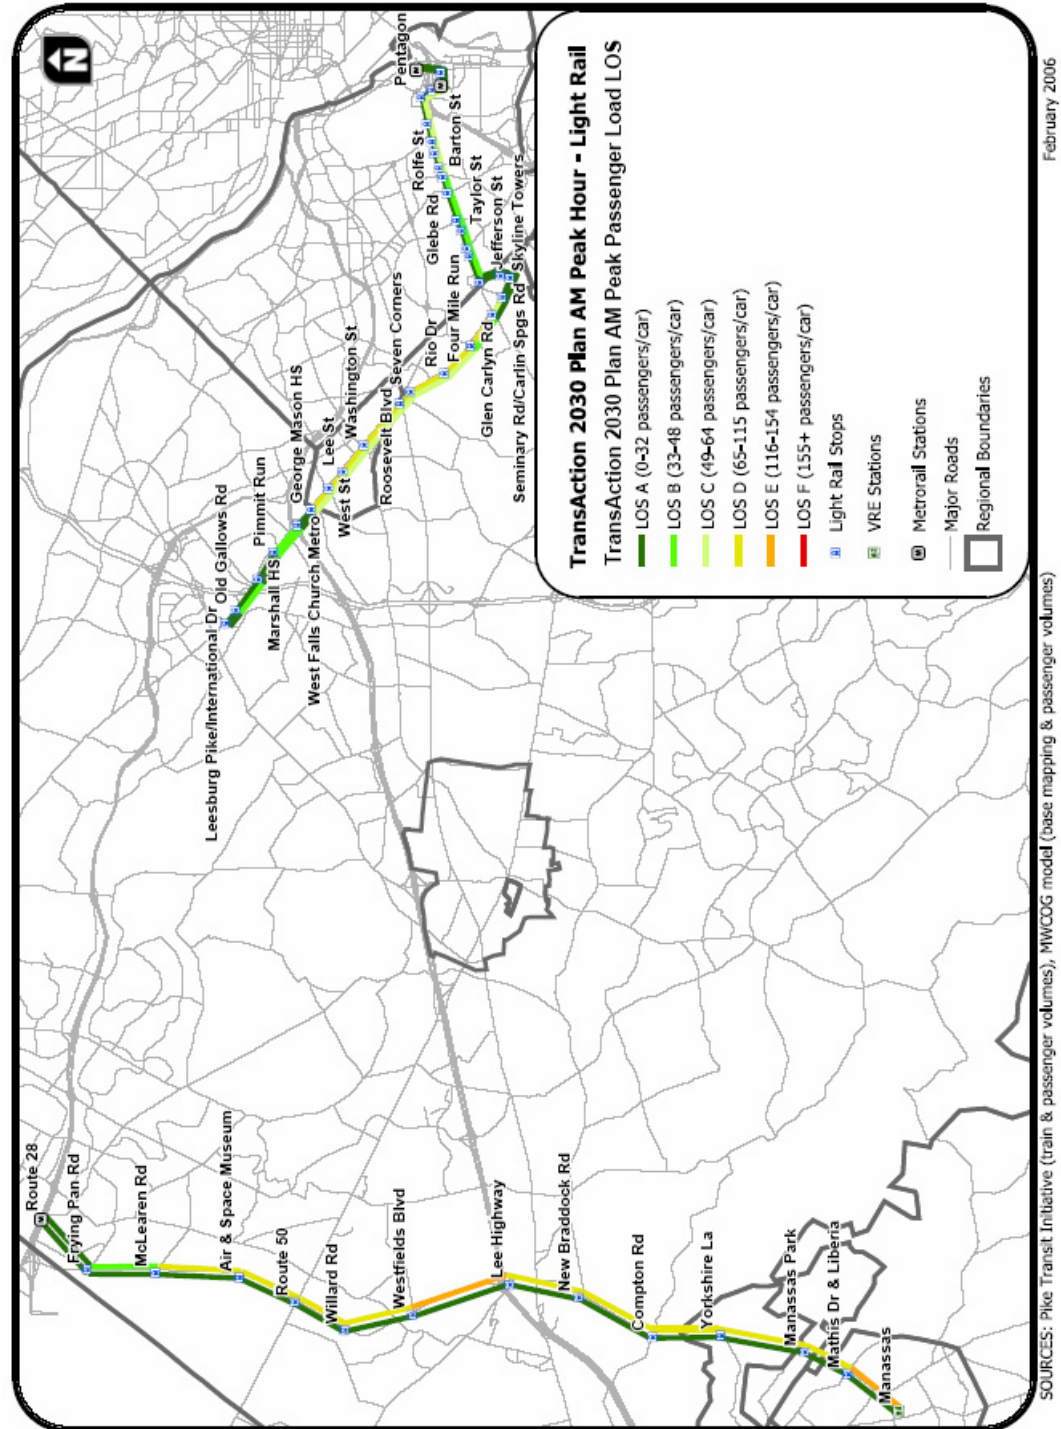 N
Route 28
Frying Pan Rd
McLearen Rd
Air & Space Museum
Route 50
Willard Rd
Westfields Blvd
Lee Highway
New Braddock Rd
Compton Rd
Yorkshire La
Manassas Park
Mathis Dr & Liberia
Manassas
Leesburg Pike/International Dr
Old Gallows Rd
Pimmit Run
Marshall HS
George Mason HS
West Falls Church Metro
Lee St
West St
Washington St
Roosevelt Blvd
Seven Corners
Rio Dr
Four Mile Run
Glen Carlyn Rd
Seminary Rd/Carlin Spgs Rd
Skyline Towers
Jefferson St
Taylor St
Glebe Rd
Barton St
Rolfe St
Pentagon
TransAction 2030 Plan AM Peak Hour - Light Rail
TransAction 2030 Plan AM Peak Passenger Load LOS
LOS A (0-32 passengers/car)
LOS B (33-48 passengers/car)
LOS C (49-64 passengers/car)
LOS D (65-115 passengers/car)
LOS E (116-154 passengers/car)
LOS F (155+ passengers/car)
Light Rail Stops
VRE Stations
M Metrorail Stations
Major Roads
Regional Boundaries
SOURCES: Pike Transit Initiative (train & passenger volumes), MWCOG model (base mapping & passenger volumes)
February 2006